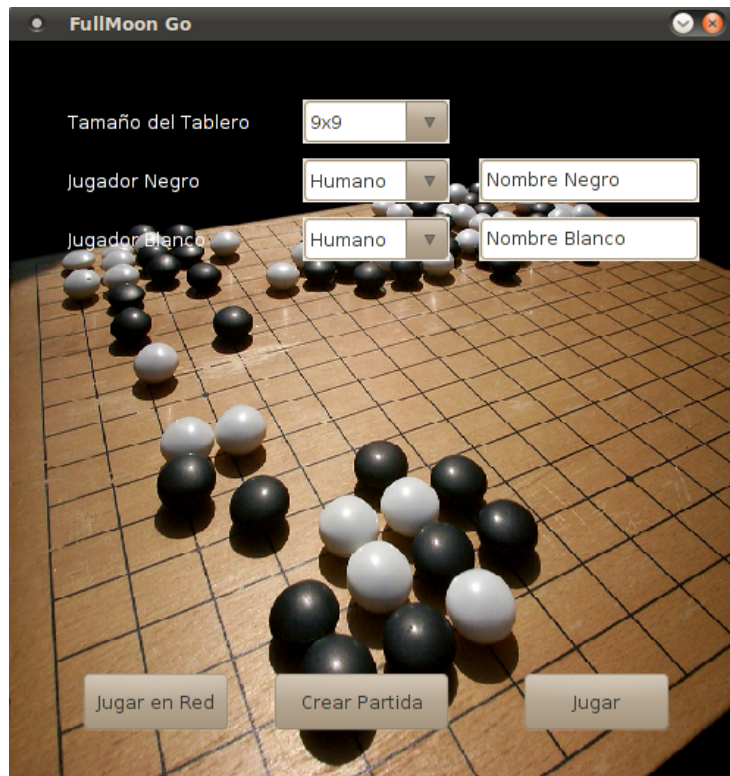 FullMoon Go
Tamaño del Tablero 9x9
Jugador Negro Humano Nombre Negro
Jugador Blanco Humano Nombre Blanco
Jugar en Red Crear Partida Jugar